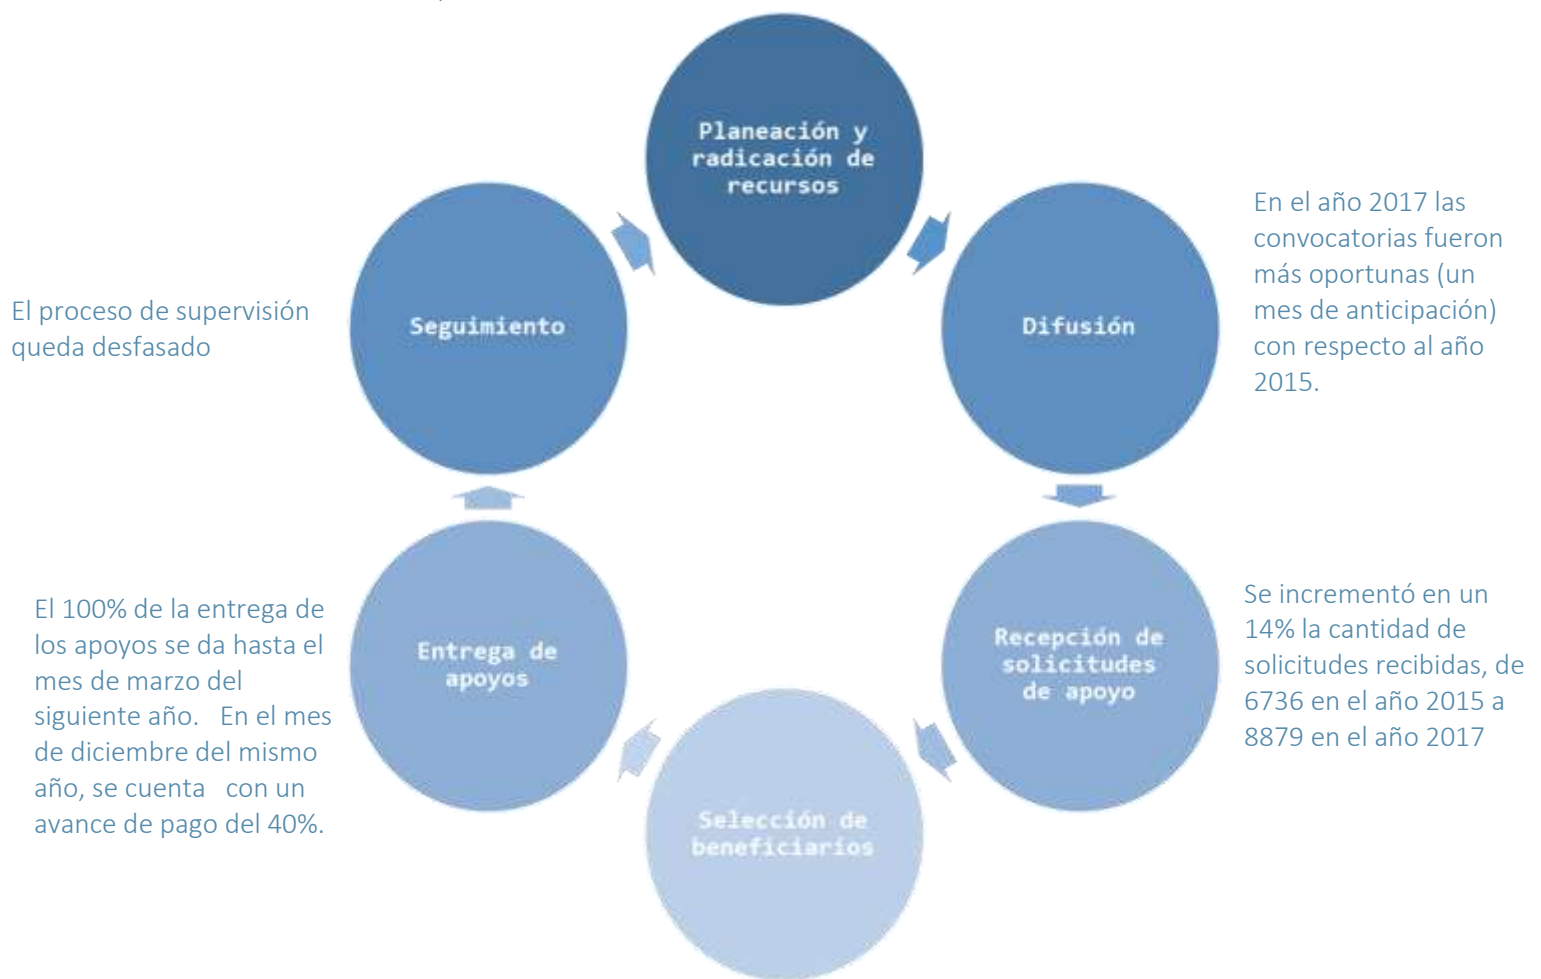 Planeación y
radicación de
recursos
Difusión
En el año 2017 las
convocatorias fueron
más oportunas (un
mes de anticipación)
con respecto al año
2015.
Recepción de
solicitudes
de apoyo
Se incrementó en un
14% la cantidad de
solicitudes recibidas, de
6736 en el año 2015 a
8879 en el año 2017
Selección de
beneficiarios
Entrega de
apoyos
El 100% de la entrega de
los apoyos se da hasta el
mes de marzo del
siguiente año. En el mes
de diciembre del mismo
año, se cuenta con un
avance de pago del 40%.
Seguimiento
El proceso de supervisión
queda desfasado